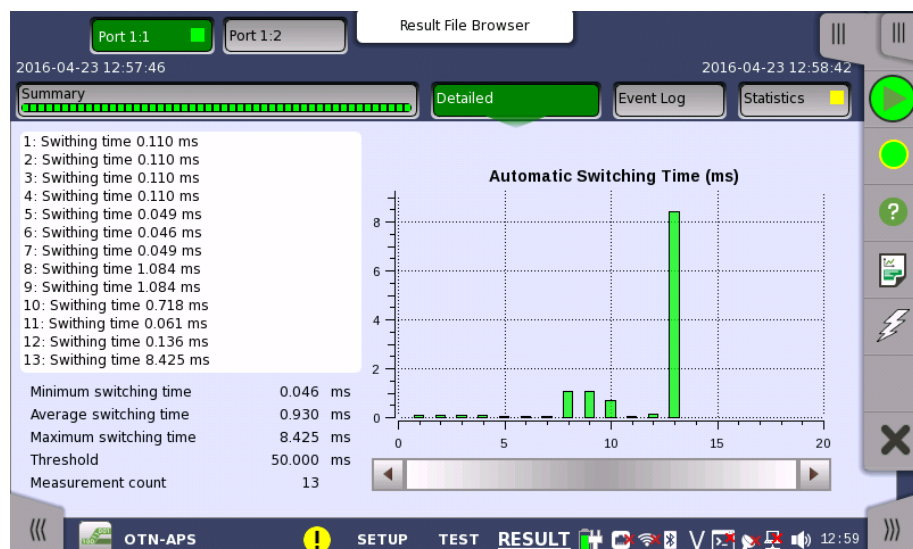 Result File Browser
Port 1:1
Port 1:2
2016-04-23 12:57:46
2016-04-23 12:58:42
Summary
Detailed
Event Log
Statistics
1: Swithing time 0.110 ms
2: Swithing time 0.110 ms
3: Swithing time 0.110 ms
4: Swithing time 0.110 ms
5: Swithing time 0.049 ms
6: Swithing time 0.046 ms
7: Swithing time 0.049 ms
8: Swithing time 1.084 ms
9: Swithing time 1.084 ms
10: Swithing time 0.718 ms
11: Swithing time 0.061 ms
12: Swithing time 0.136 ms
13: Swithing time 8.425 ms
Minimum switching time 0.046 ms
Average switching time 0.930 ms
Maximum switching time 8.425 ms
Threshold 50.000 ms
Measurement count 13
Automatic Switching Time (ms)
8
6
4
2
0
0 5 10 15 20
?
OTN-APS
!
SETUP TEST RESULT
V
12:59